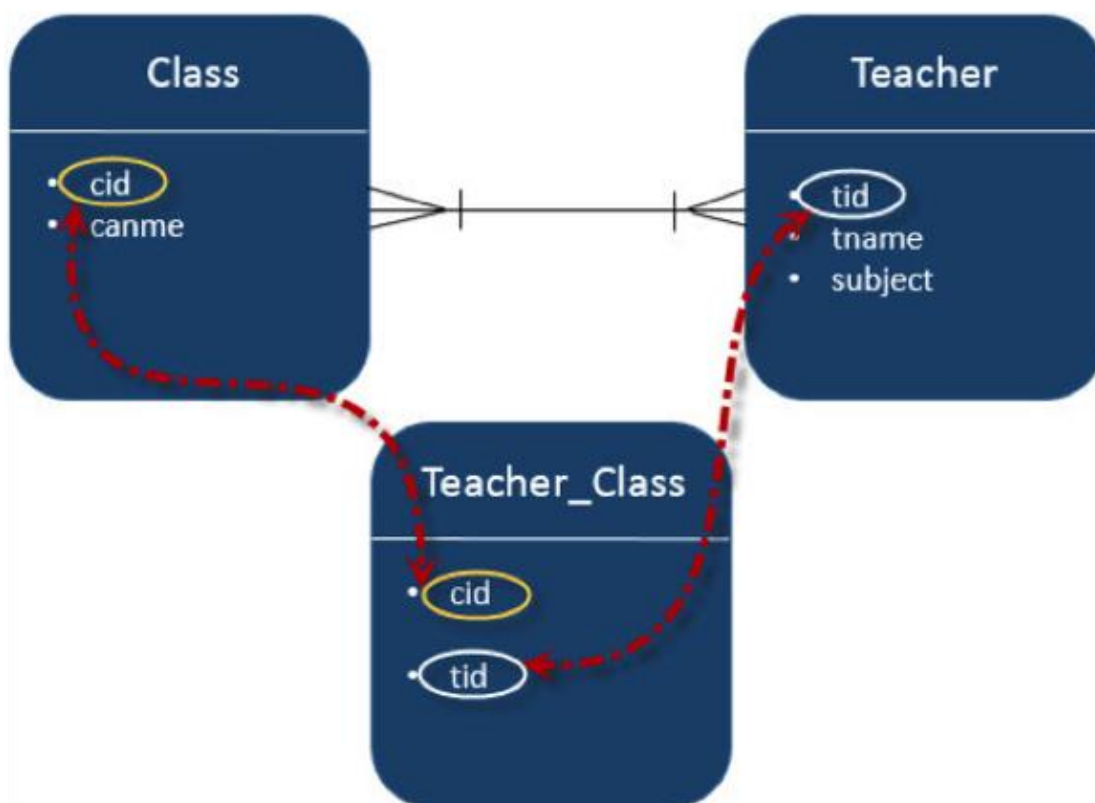 Class
cid
canme
Teacher
tid
tname
subject
Teacher_Class
cid
tid